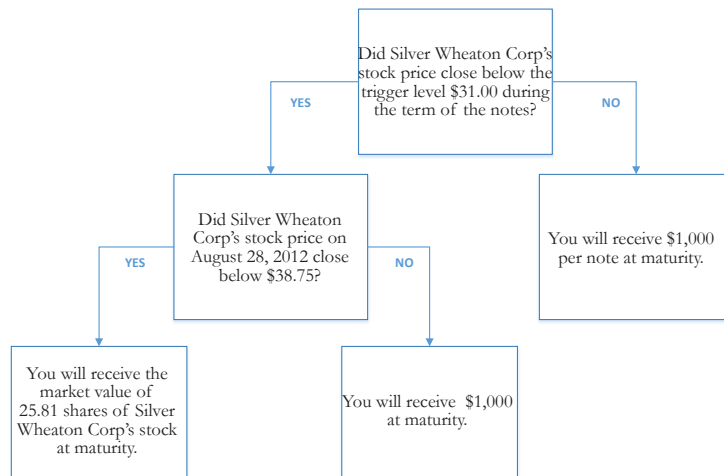 Did Silver Wheaton Corp's
stock price close below the
trigger level $31.00 during
the term of the notes?
YES
NO
Did Silver Wheaton
Corp's stock price on
August 28, 2012 close
below $38.75?
You will receive $1,000
per note at maturity.
YES
NO
You will receive the
market value of
25.81 shares of Silver
Wheaton Corp's stock
at maturity.
You will receive $1,000
at maturity.